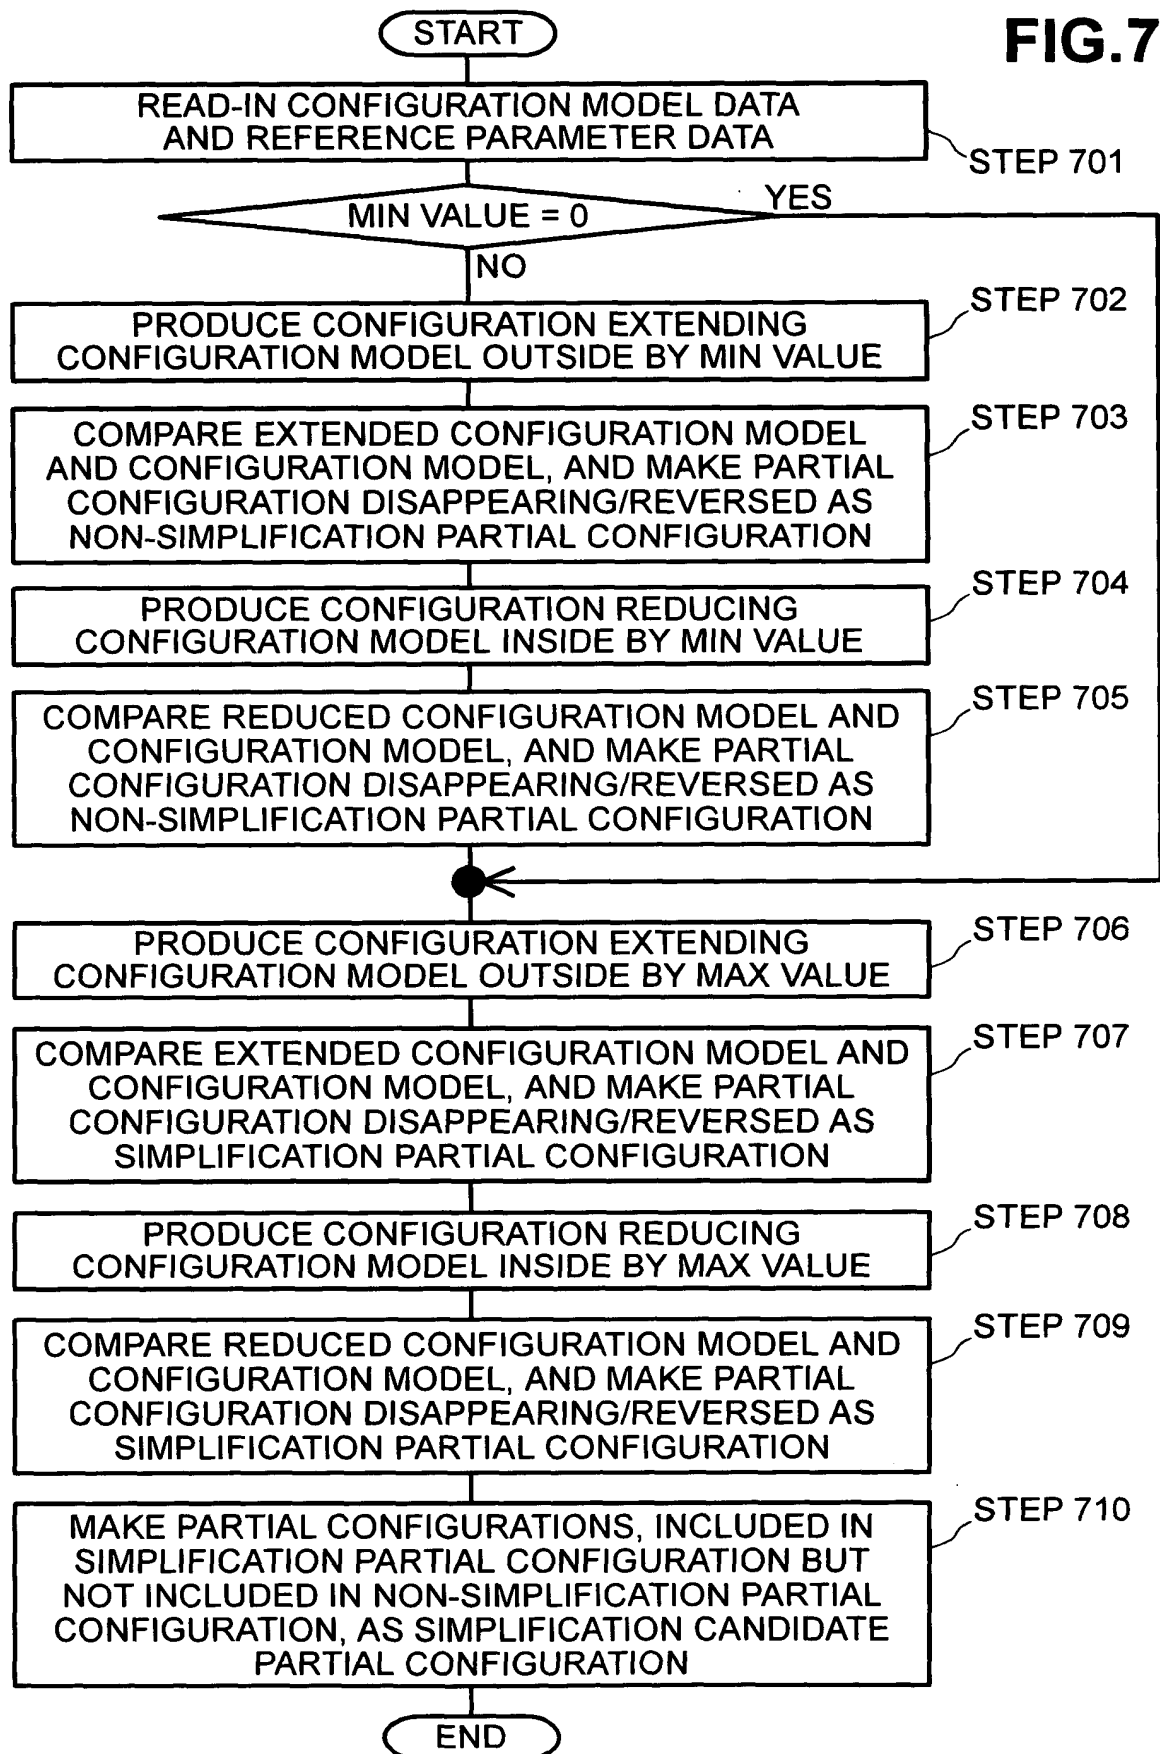 START
FIG.7
READ-IN CONFIGURATION MODEL DATA
AND REFERENCE PARAMETER DATA
STEP 701
MIN VALUE = 0
YES
NO
STEP 702
PRODUCE CONFIGURATION EXTENDING
CONFIGURATION MODEL OUTSIDE BY MIN VALUE
STEP 703
COMPARE EXTENDED CONFIGURATION MODEL
AND CONFIGURATION MODEL, AND MAKE PARTIAL
CONFIGURATION DISAPPEARING/REVERSED AS
NON-SIMPLIFICATION PARTIAL CONFIGURATION
STEP 704
PRODUCE CONFIGURATION REDUCING
CONFIGURATION MODEL INSIDE BY MIN VALUE
STEP 705
COMPARE REDUCED CONFIGURATION MODEL AND
CONFIGURATION MODEL, AND MAKE PARTIAL
CONFIGURATION DISAPPEARING/REVERSED AS
NON-SIMPLIFICATION PARTIAL CONFIGURATION
STEP 706
PRODUCE CONFIGURATION EXTENDING
CONFIGURATION MODEL OUTSIDE BY MAX VALUE
STEP 707
COMPARE EXTENDED CONFIGURATION MODEL AND
CONFIGURATION MODEL, AND MAKE PARTIAL
CONFIGURATION DISAPPEARING/REVERSED AS
SIMPLIFICATION PARTIAL CONFIGURATION
STEP 708
PRODUCE CONFIGURATION REDUCING
CONFIGURATION MODEL INSIDE BY MAX VALUE
STEP 709
COMPARE REDUCED CONFIGURATION MODEL AND
CONFIGURATION MODEL, AND MAKE PARTIAL
CONFIGURATION DISAPPEARING/REVERSED AS
SIMPLIFICATION PARTIAL CONFIGURATION
STEP 710
MAKE PARTIAL CONFIGURATIONS, INCLUDED IN
SIMPLIFICATION PARTIAL CONFIGURATION BUT
NOT INCLUDED IN NON-SIMPLIFICATION PARTIAL
CONFIGURATION, AS SIMPLIFICATION CANDIDATE
PARTIAL CONFIGURATION
END